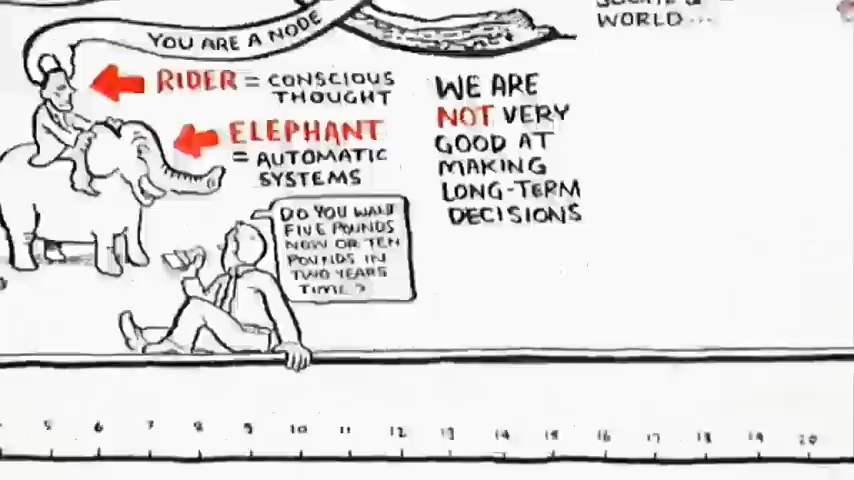 WORLD...
YOU ARE A NODE
RIDER = CONSCIOUS
THOUGHT
ELEPHANT
= AUTOMATIC
SYSTEMS
WE ARE
NOT VERY
GOOD AT
MAKING
LONG-TERM
DECISIONS
DO YOU WANT
FIVE POUNDS
NOW OR TEN
POUNDS IN
TWO YEARS
TIME?
5 6 7 8 9 10 11 12 13 14 15 16 17 18 19 20